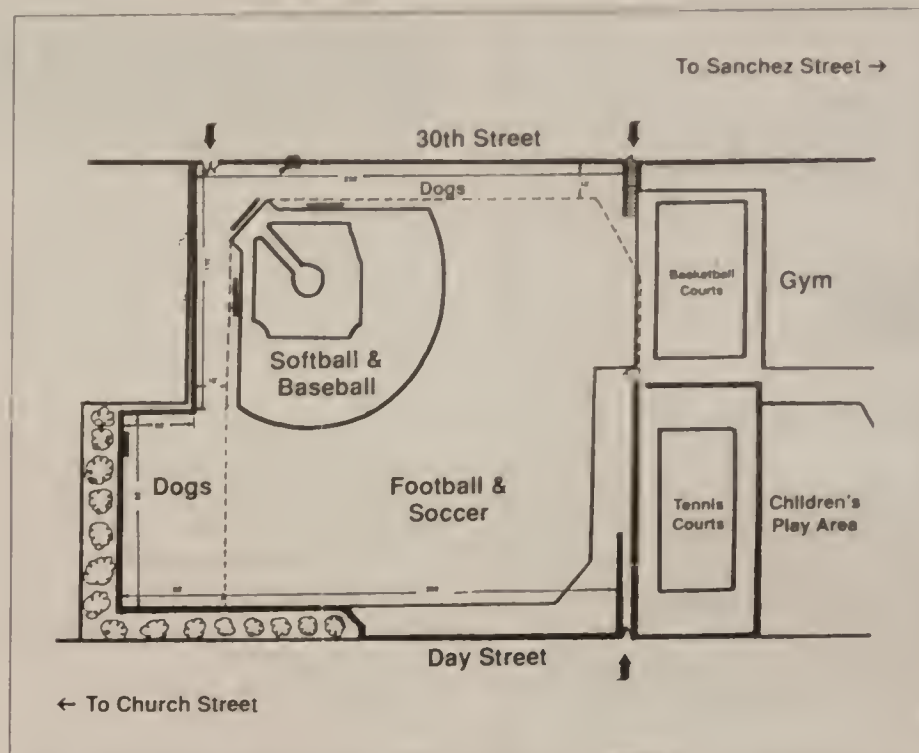 To Sanchez Street →
30th Street
Dogs
Basketball
Courts
Gym
Softball &
Baseball
Dogs
Football &
Soccer
Tennis
Courts
Children's
Play Area
Day Street
← To Church Street